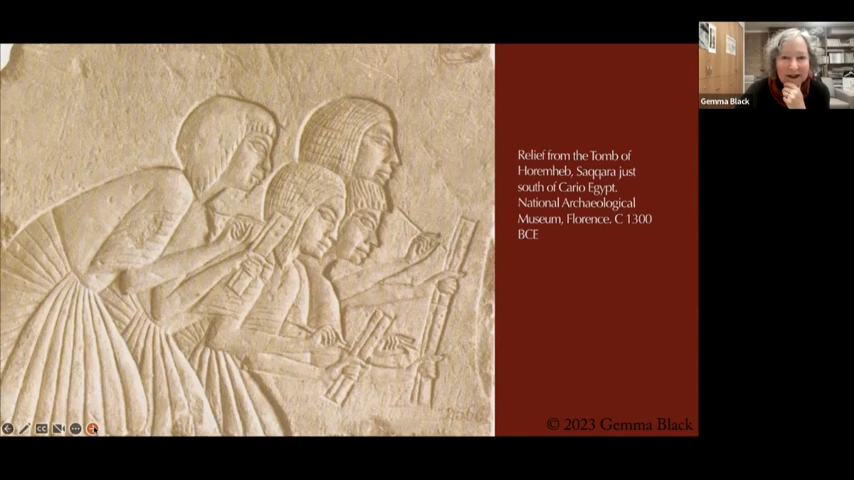 Gemma Black
Relief from the Tomb of
Horemheb, Saqqara just
south of Cario Egypt.
National Archaeological
Museum, Florence. C 1300
BCE
© 2023 Gemma Black
CC